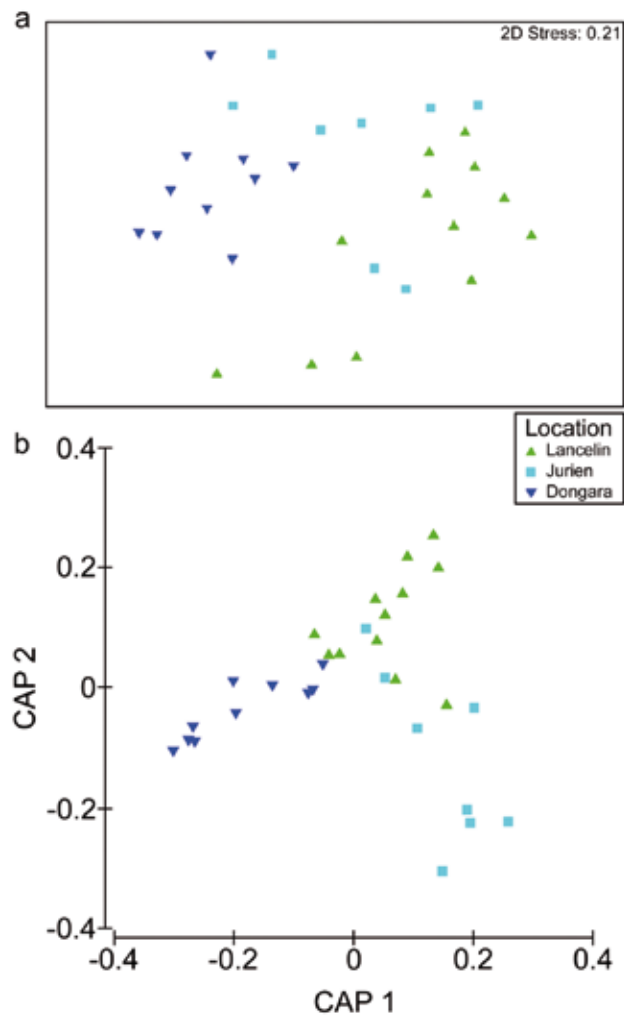 a
2D Stress: 0.21
b
Location
Lancelin
Jurien
Dongara
0.4
0.2
0
-0.2
-0.4
CAP 2
-0.4 -0.2 0 0.2 0.4
CAP 1